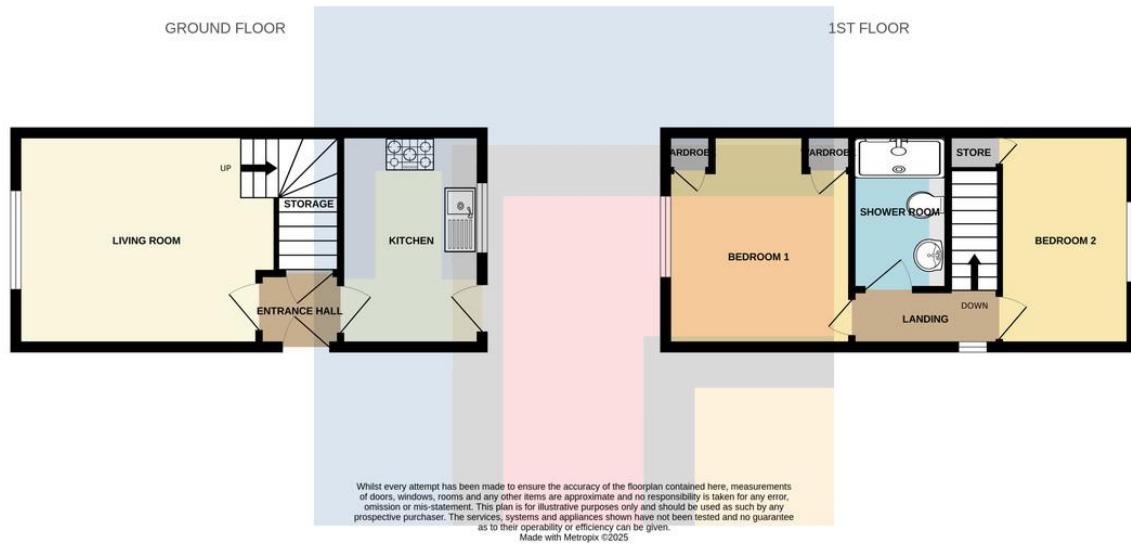 GROUND FLOOR
1ST FLOOR
UP
STORAGE
LIVING ROOM
KITCHEN
ENTRANCE HALL
STORE
SHOWER ROOM
BEDROOM 1
BEDROOM 2
DOWN
LANDING
Whilst every attempt has been made to ensure the accuracy of the floorplan contained here, measurements
of doors, windows, rooms and any other items are approximate and no responsibility is taken for any error,
omission or mis-statement. This plan is for illustrative purposes only and should be used as such by any
prospective purchaser. The services, systems and appliances shown have not been tested and no guarantee
as to their operability or efficiency can be given.
Made with Metropix ©2025